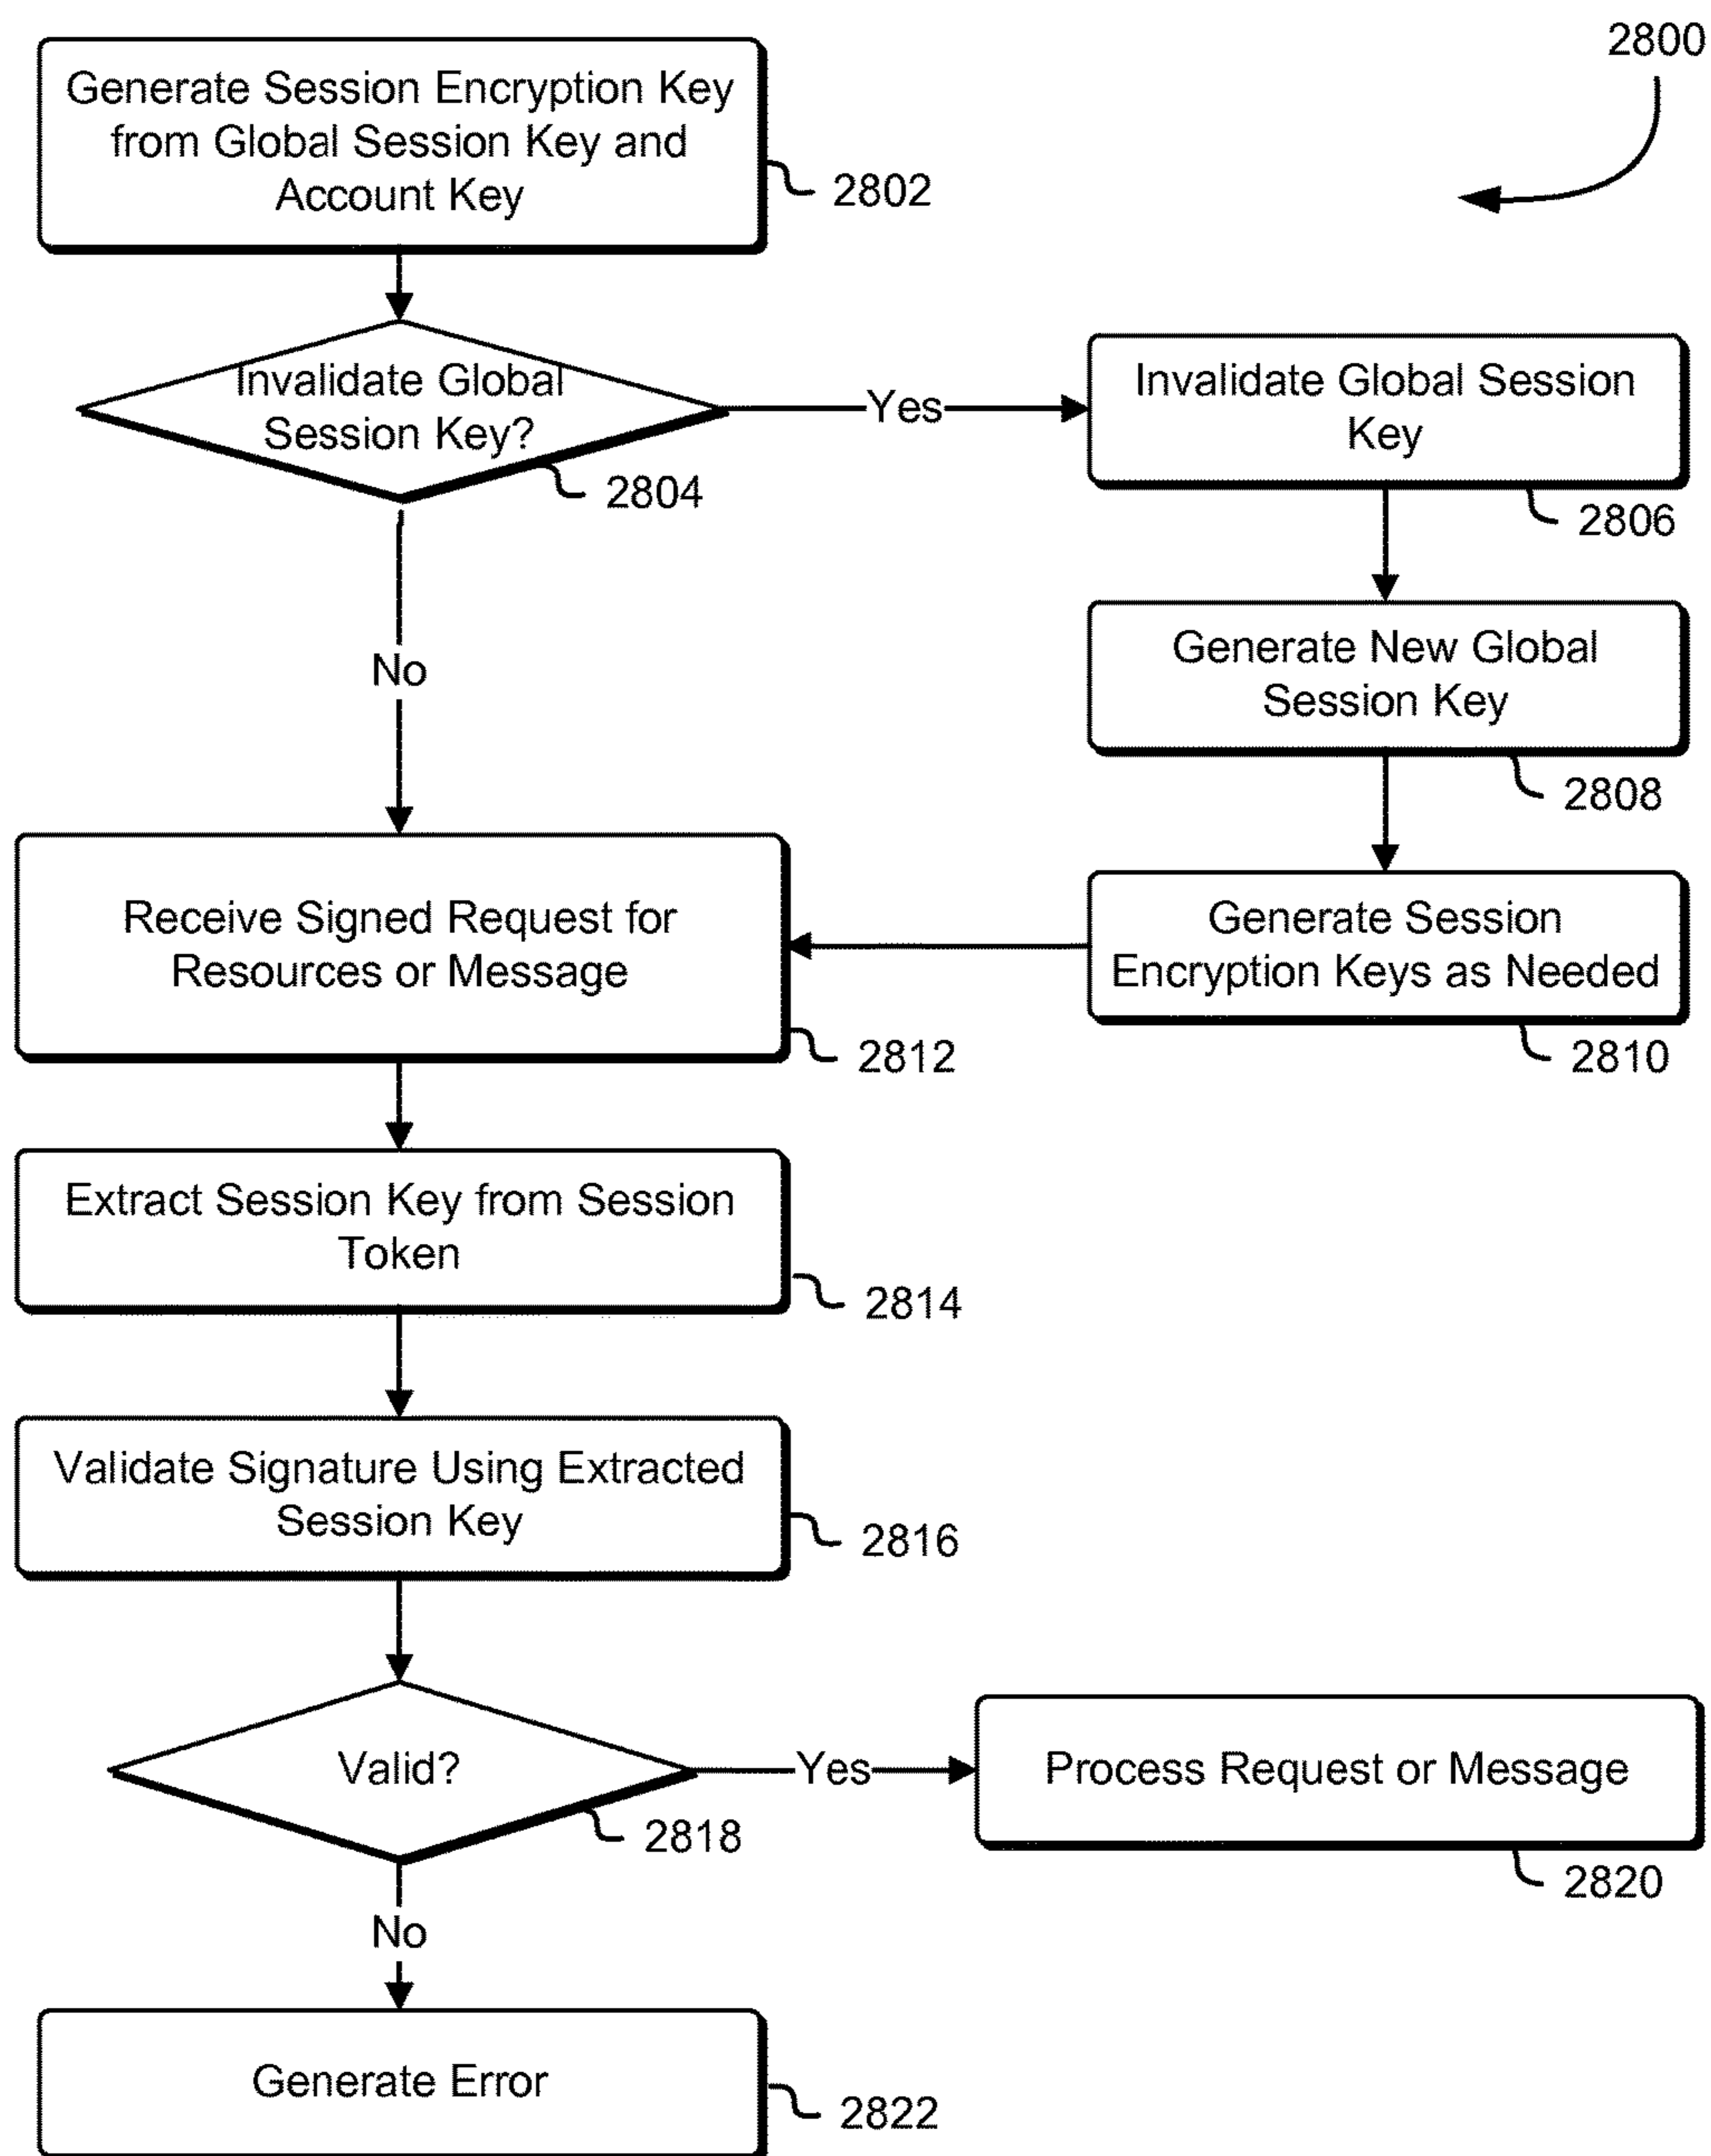 2800
Generate Session Encryption Key
from Global Session Key and
Account Key
2802
Invalidate Global
Session Key?
2804
Yes
Invalidate Global Session
Key
2806
No
Generate New Global
Session Key
2808
Generate Session
Encryption Keys as Needed
2810
Receive Signed Request for
Resources or Message
2812
Extract Session Key from Session
Token
2814
Validate Signature Using Extracted
Session Key
2816
Valid?
2818
Yes
Process Request or Message
2820
No
Generate Error
2822